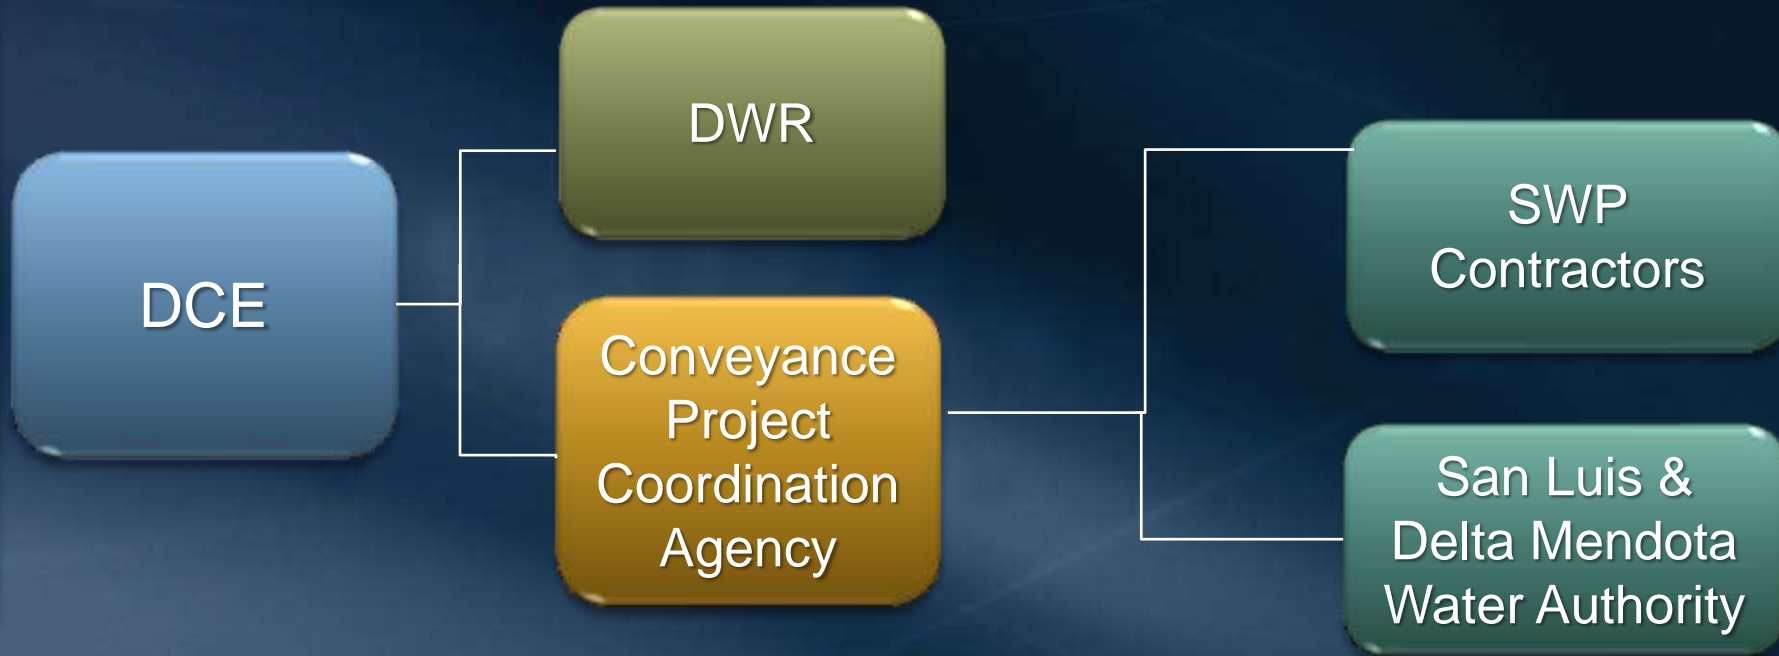 DCE
DWR
Conveyance
Project
Coordination
Agency
SWP
Contractors
San Luis &
Delta Mendota
Water Authority